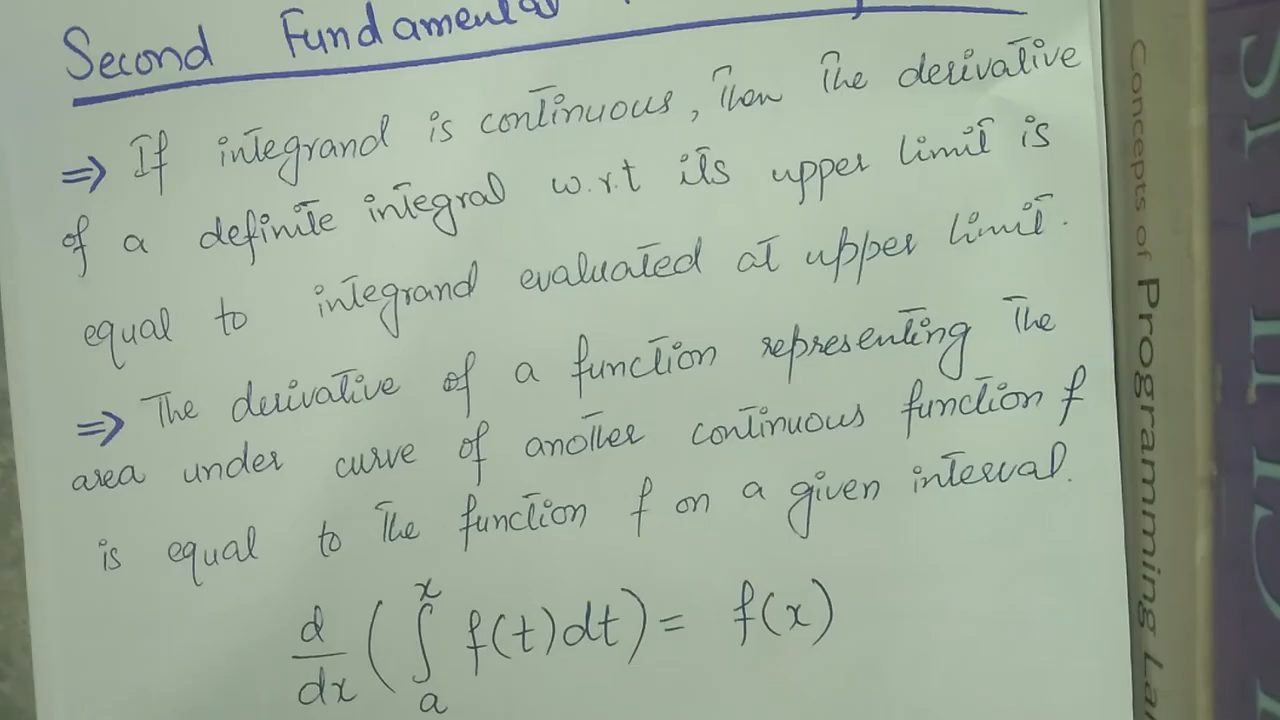 Second Fundamental
⇒ If integrand is continuous, then the derivative
of a definite integral w.r.t its upper limit is
equal to integrand evaluated at upper limit.
⇒ The derivative of a function representing the
area under curve of another continuous function f
is equal to the function f on a given interval.
d/dx (∫ₐˣ f(t)dt) = f(x)
Concepts of Programming